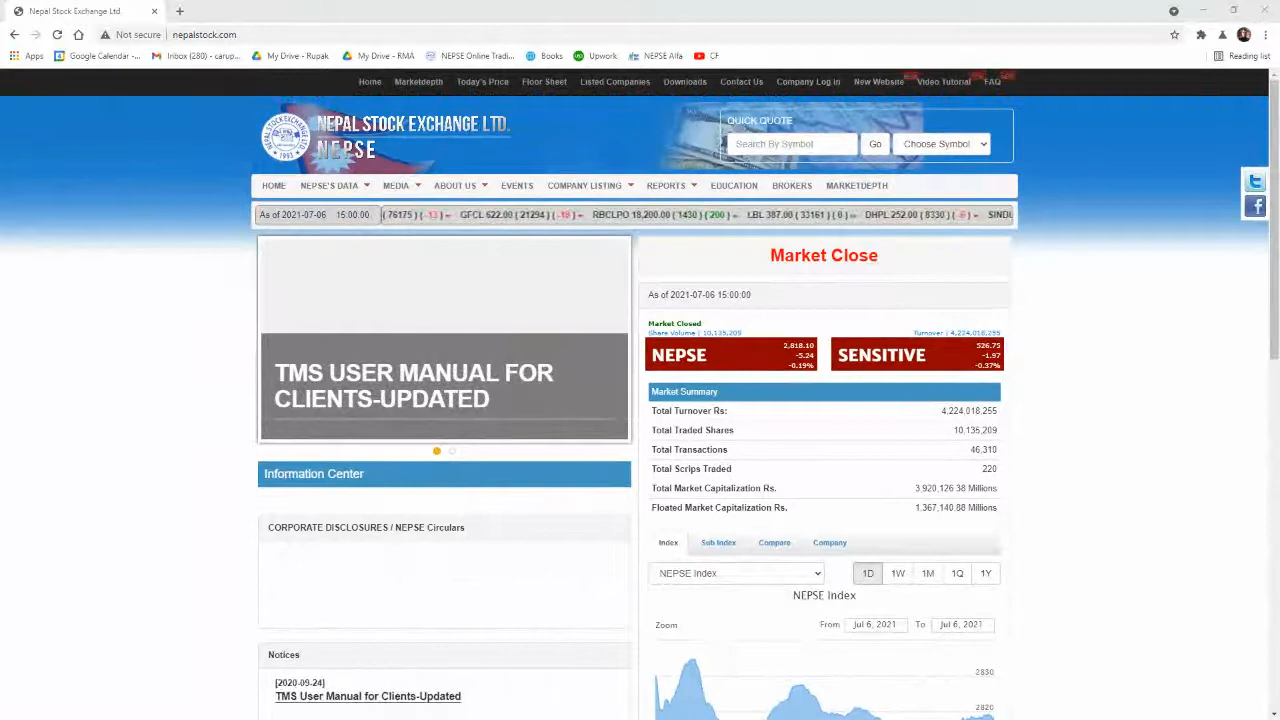 Nepal Stock Exchange Ltd.
Not secure | nepalstock.com
Apps Google Calendar -... Inbox (280) - carup... My Drive - Rupak My Drive - RMA NEPSE Online Tradi... Books Upwork NEPSE Alfa CF Reading list
Home Marketdepth Today's Price Floor Sheet Listed Companies Downloads Contact Us Company Log in New Website Video Tutorial FAQ
NEPAL STOCK EXCHANGE LTD.
NEPSE
QUICK QUOTE
Search By Symbol Go Choose Symbol
HOME NEPSE'S DATA MEDIA ABOUT US EVENTS COMPANY LISTING REPORTS EDUCATION BROKERS MARKETDEPTH
As of 2021-07-06 15:00:00 ( 76175 ) ( -13 ) GFCL 622.00 ( 21294 ) ( -18 ) RBCLPO 18,200.00 ( 1430 ) ( 200 ) LBL 387.00 ( 33161 ) ( 0 ) DHPL 252.00 ( 8330 ) ( -6 )
TMS USER MANUAL FOR
CLIENTS-UPDATED
Information Center
CORPORATE DISCLOSURES / NEPSE Circulars
Notices
[2020-09-24]
TMS User Manual for Clients-Updated
Market Close
As of 2021-07-06 15:00:00
Market Closed
Share Volume | 10,135,209 Turnover | 4,224,018,255
NEPSE 2,818.10 -5.24 -0.19%
SENSITIVE 526.75 -1.97 -0.37%
Market Summary
Total Turnover Rs: 4,224,018,255
Total Traded Shares 10,135,209
Total Transactions 46,310
Total Scrips Traded 220
Total Market Capitalization Rs. 3,920,126.38 Millions
Floated Market Capitalization Rs. 1,367,140.88 Millions
Index Sub Index Compare Company
NEPSE Index 1D 1W 1M 1Q 1Y
NEPSE Index
Zoom From Jul 6, 2021 To Jul 6, 2021
2830
2820